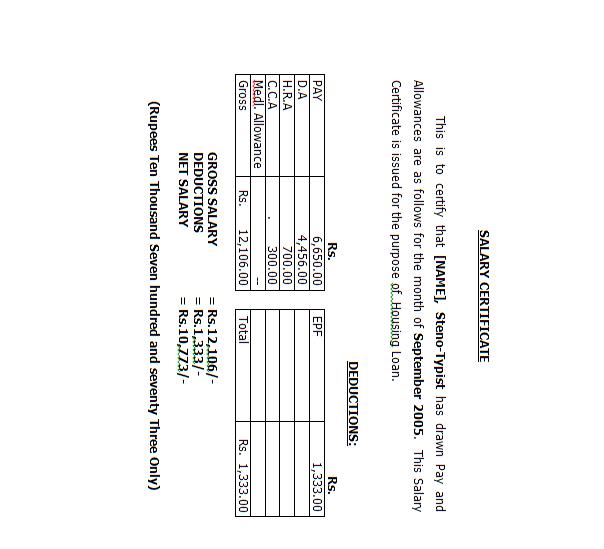 SALARY CERTIFICATE
This is to certify that [NAME], Steno-Typist has drawn Pay and
Allowances are as follows for the month of September 2005. This Salary
Certificate is issued for the purpose of Housing Loan.
DEDUCTIONS:
Rs. Rs.
PAY 6,650.00 EPF 1,333.00
D.A 4,456.00
H.R.A 700.00
C.C.A . 300.00
Medl. Allowance --
Gross Rs. 12,106.00 Total Rs. 1,333.00
GROSS SALARY = Rs.12,106/-
DEDUCTIONS = Rs.1,333/-
NET SALARY = Rs.10,773/-
(Rupees Ten Thousand Seven hundred and seventy Three Only)